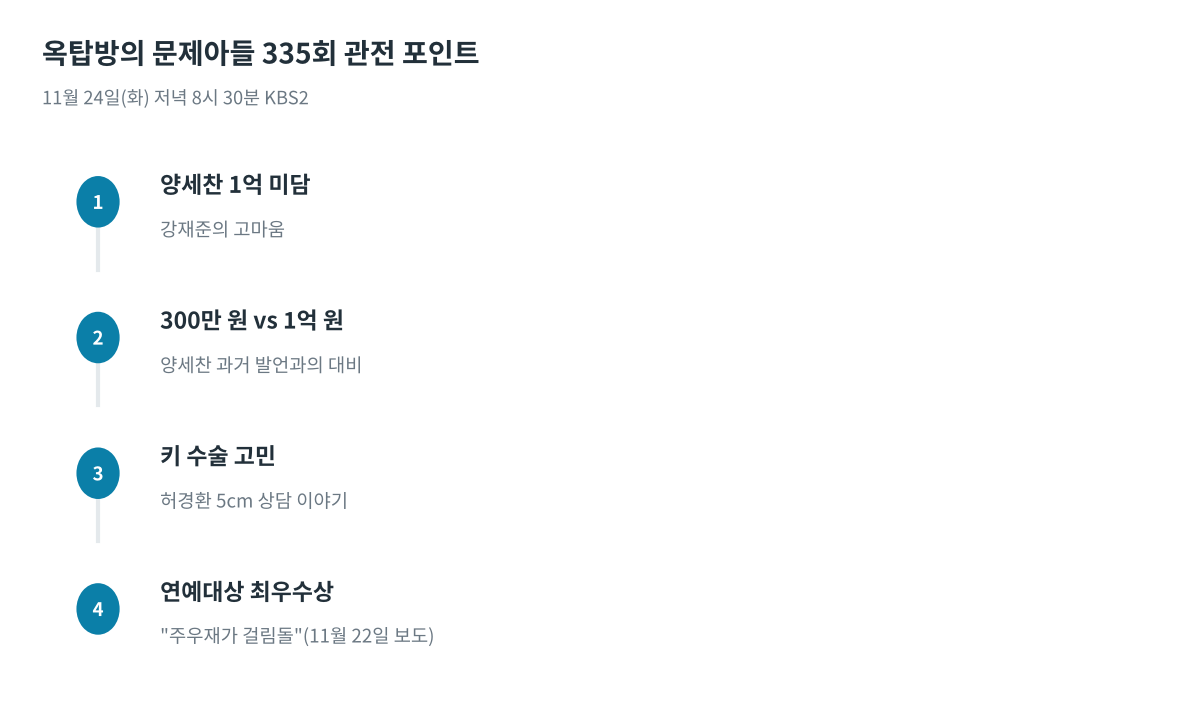 옥탑방의 문제아들 335회 관전 포인트
11월 24일(화) 저녁 8시 30분 KBS2
1
양세찬 1억 미담
강재준의 고마움
2
300만 원 vs 1억 원
양세찬 과거 발언과의 대비
3
키 수술 고민
허경환 5cm 상담 이야기
4
연예대상 최우수상
"주우재가 걸림돌"(11월 22일 보도)